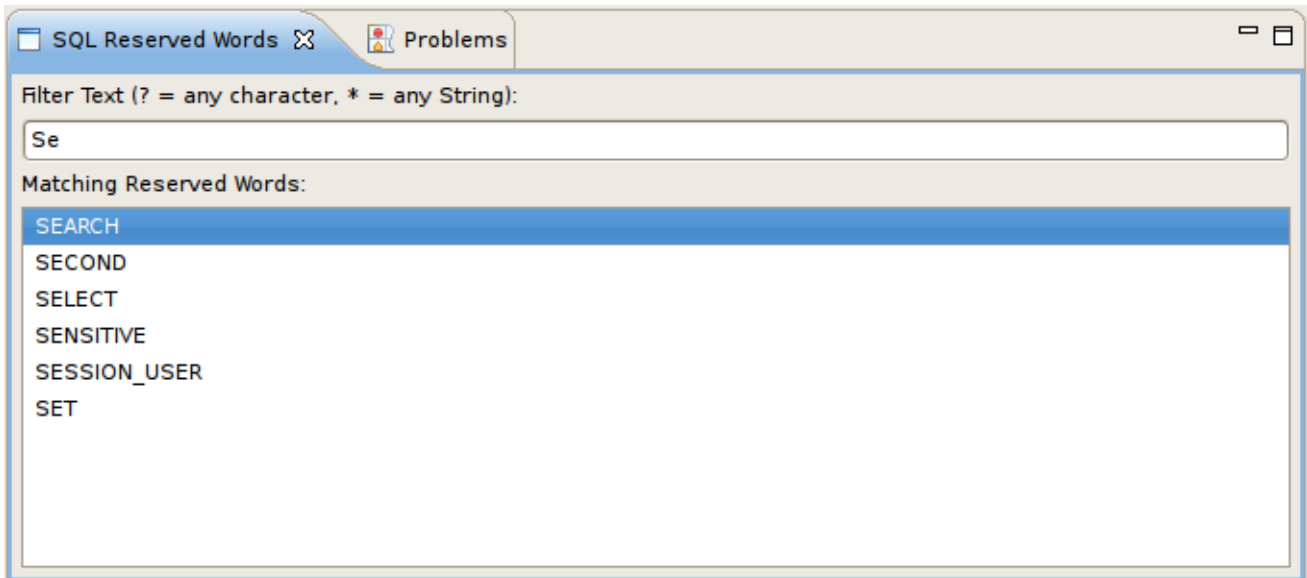 SQL Reserved Words Problems
Filter Text (? = any character, * = any String):
Se
Matching Reserved Words:
SEARCH
SECOND
SELECT
SENSITIVE
SESSION_USER
SET